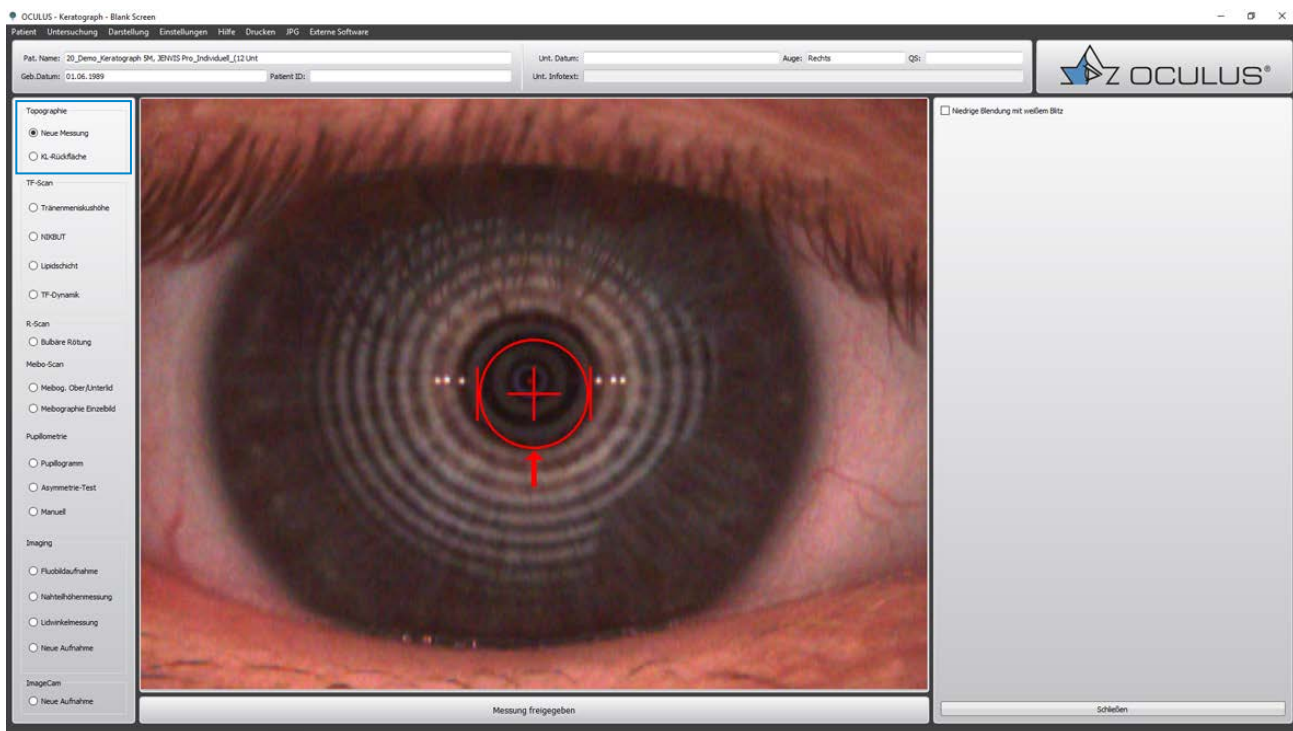 OCULUS - Keratograph - Blank Screen
Patient Untersuchung Darstellung Einstellungen Hilfe Drucken JPG Externe Software
Pat. Name: 20_Demo_Keratograph 5M, JENVIS Pro_Individuell_(12 Unt
Unt. Datum:
Auge: Rechts
QS:
Geb.Datum: 01.06.1989
Patient ID:
Unt. Infotext:
OCULUS®
Topographie
Neue Messung
KL-Rückfläche
TF-Scan
Tränenmeniskushöhe
NIKBUT
Lipidschicht
TF-Dynamik
R-Scan
Bulbäre Rötung
Meibo-Scan
Meibog. Ober/Unterlid
Meibographie Einzelbild
Pupillometrie
Pupillogramm
Asymmetrie-Test
Manuell
Imaging
Fluobildaufnahme
Nahteilhöhenmessung
Lidwinkelmessung
Neue Aufnahme
ImageCam
Neue Aufnahme
Niedrige Blendung mit weißem Blitz
Messung freigegeben
Schließen